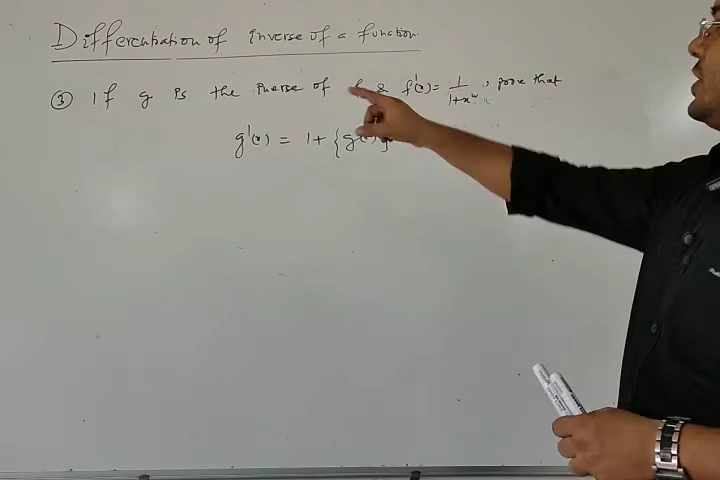 Differentiation of inverse of a function.
③ If g is the inverse of f & f'(x) = 1/(1+x^n), prove that
g'(x) = 1 + {g(x)}